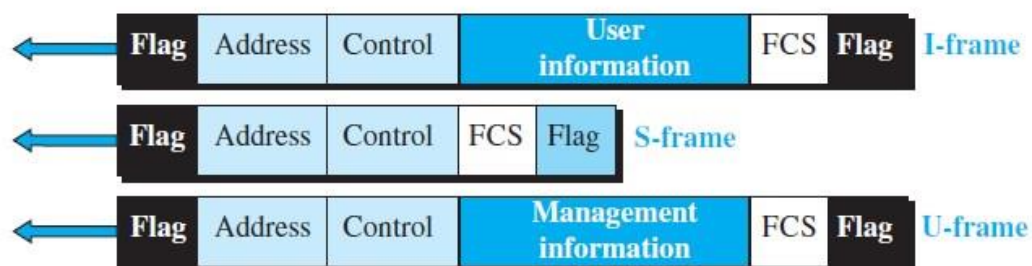 Flag Address Control User information FCS Flag I-frame
Flag Address Control FCS Flag S-frame
Flag Address Control Management information FCS Flag U-frame